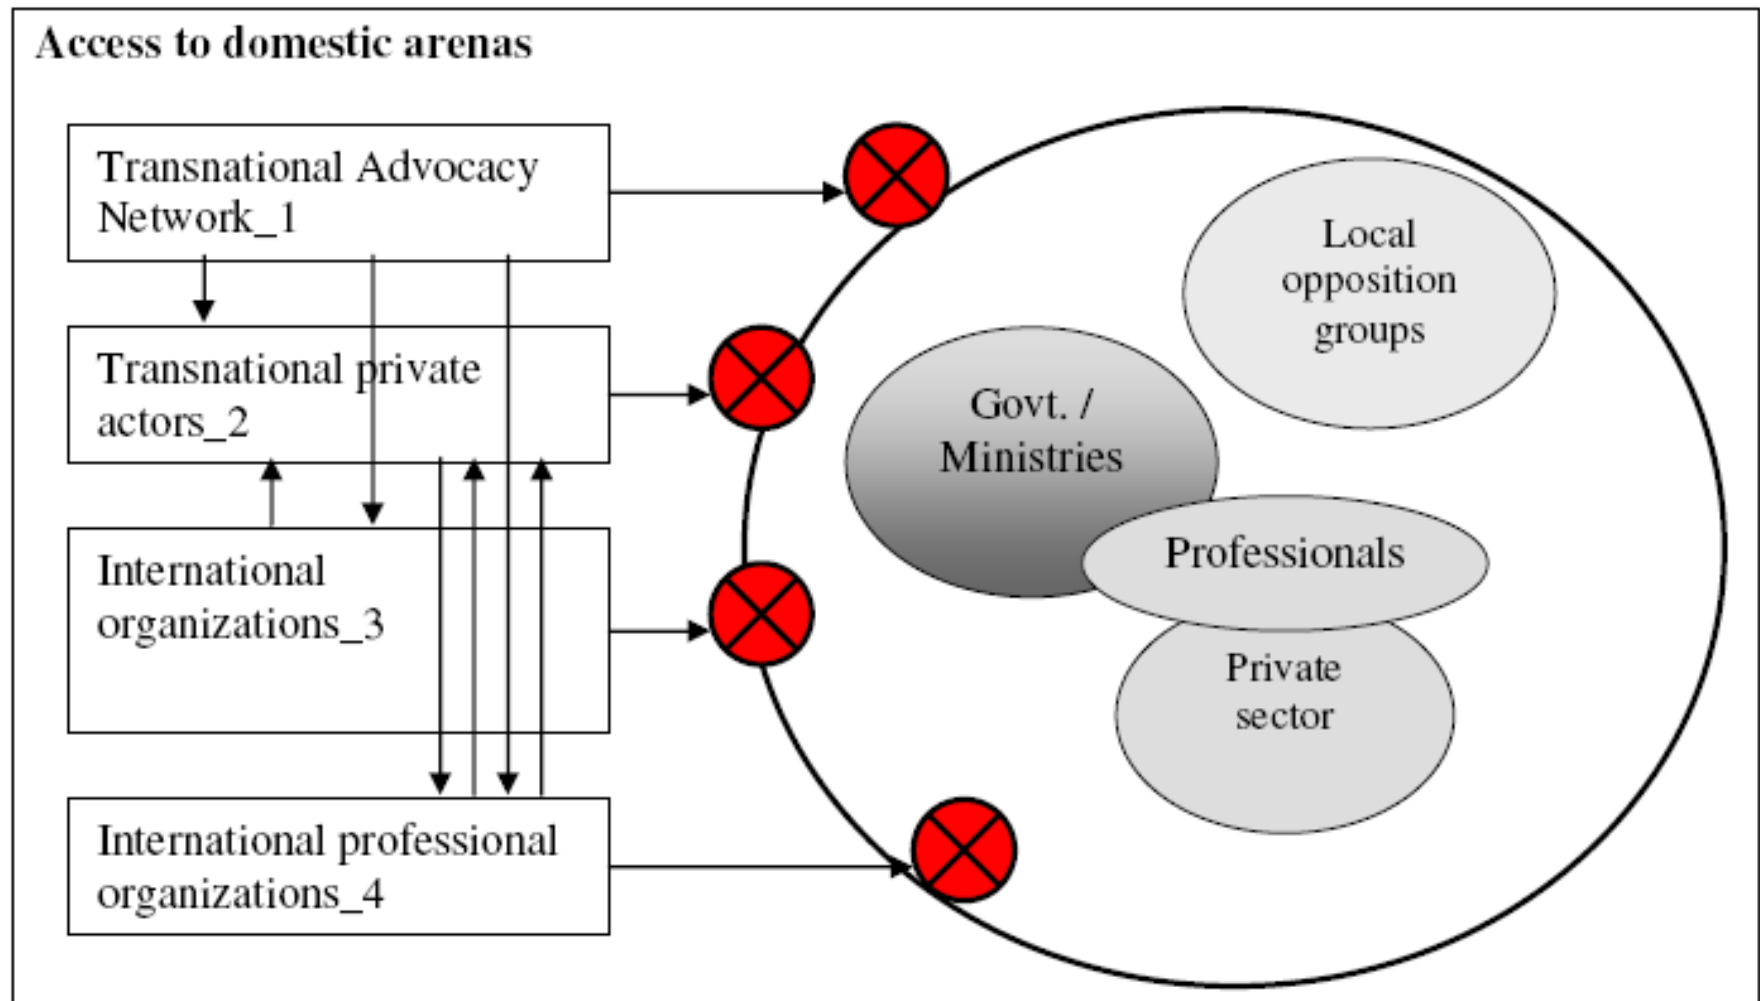 Access to domestic arenas
Transnational Advocacy
Network_1
Transnational private
actors_2
International
organizations_3
International professional
organizations_4
Local
opposition
groups
Govt. /
Ministries
Professionals
Private
sector